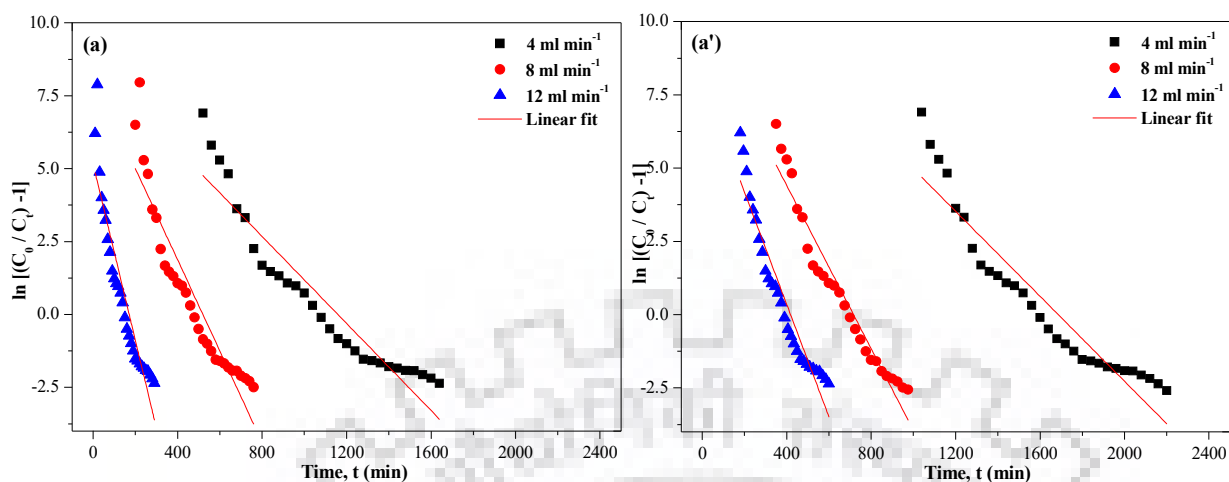 (a)
4 ml min-1
8 ml min-1
12 ml min-1
Linear fit
10.0
7.5
5.0
2.5
0.0
-2.5
ln [(C0 / Ct) -1]
0 400 800 1200 1600 2000 2400
Time, t (min)
(a')
4 ml min-1
8 ml min-1
12 ml min-1
Linear fit
10.0
7.5
5.0
2.5
0.0
-2.5
ln [(C0 / Ct) -1]
0 400 800 1200 1600 2000 2400
Time, t (min)